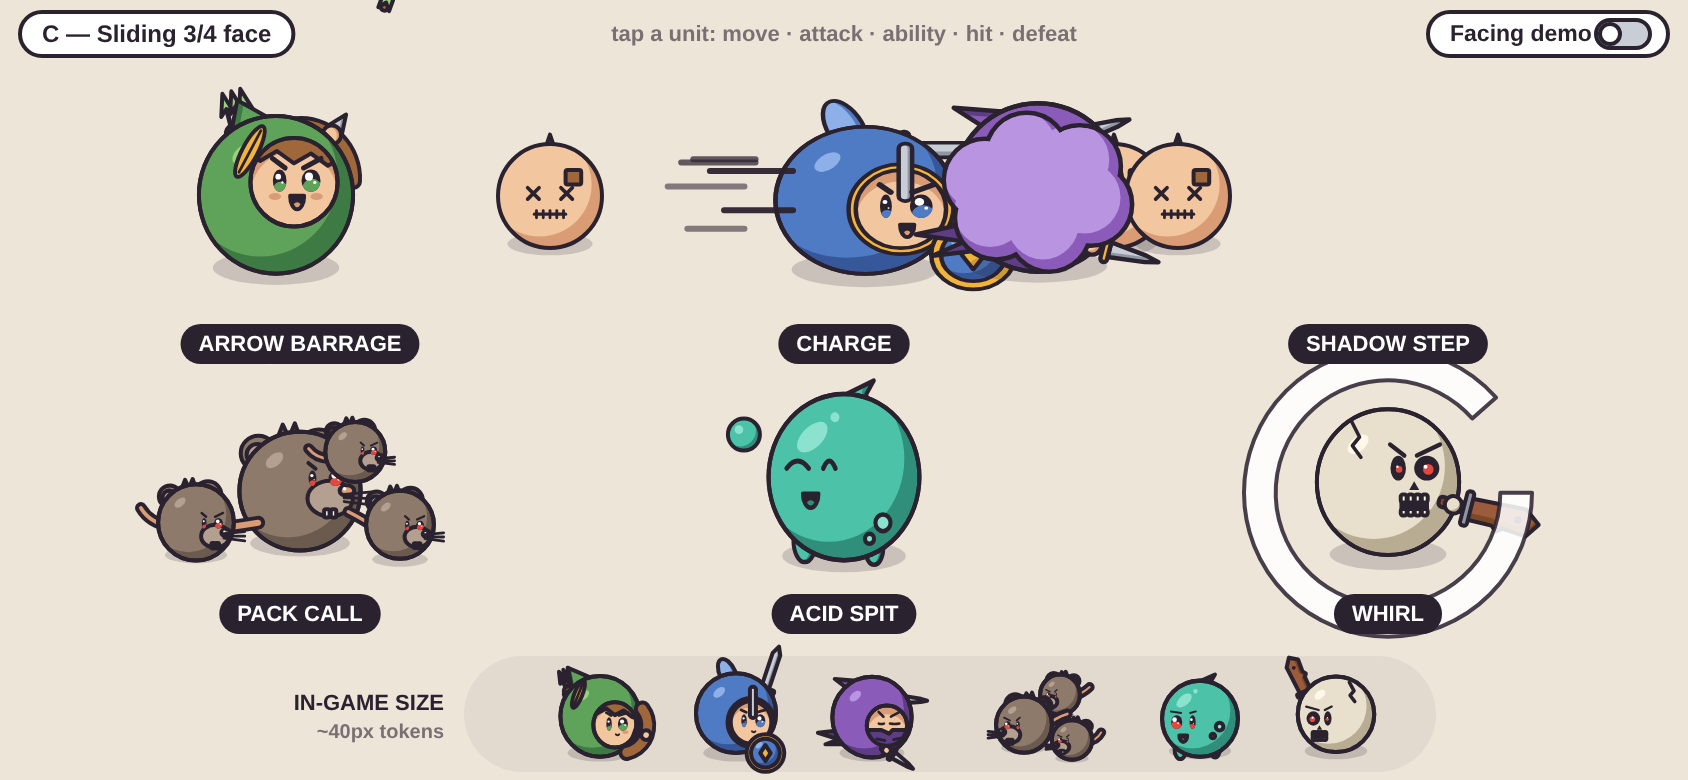 C — Sliding 3/4 face
tap a unit: move · attack · ability · hit · defeat
Facing demo
ARROW BARRAGE
CHARGE
SHADOW STEP
PACK CALL
ACID SPIT
WHIRL
IN-GAME SIZE
~40px tokens